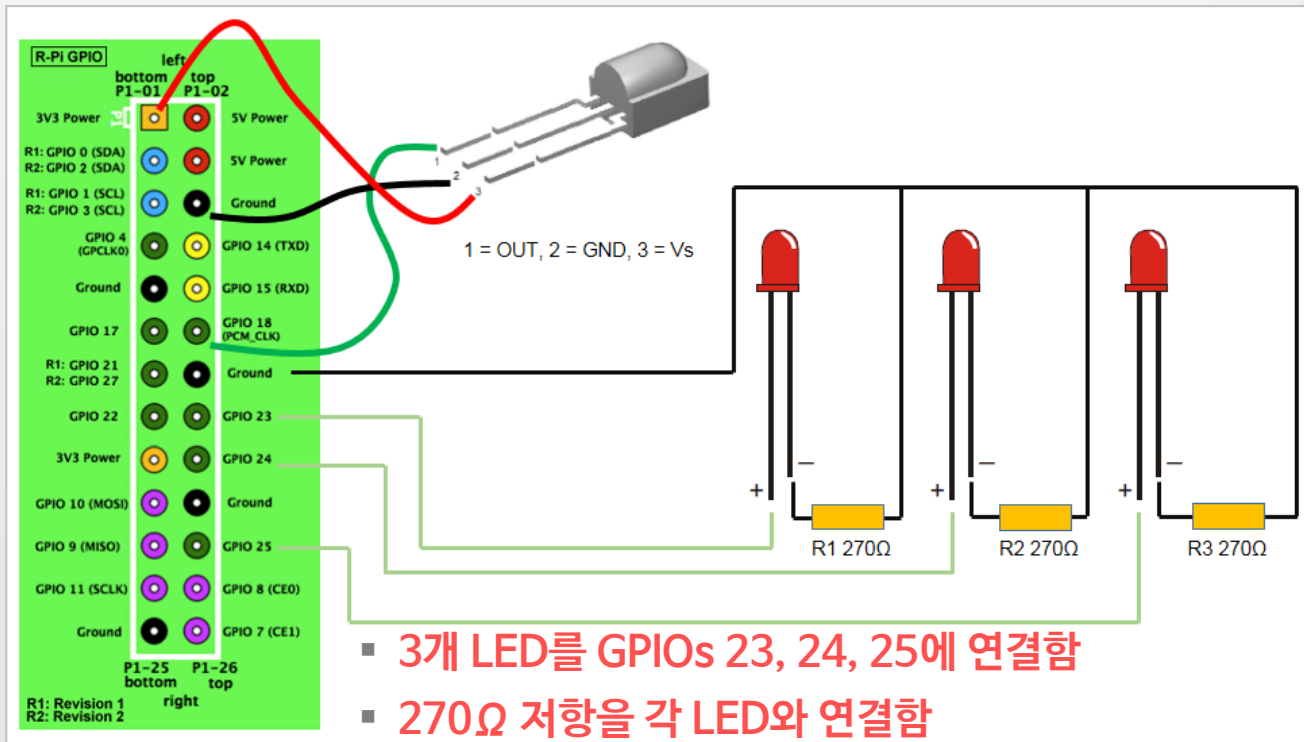 R-Pi GPIO
left
bottom top
P1-01 P1-02
P1
3V3 Power
5V Power
R1: GPIO 0 (SDA)
R2: GPIO 2 (SDA)
5V Power
R1: GPIO 1 (SCL)
R2: GPIO 3 (SCL)
Ground
GPIO 4
(GPCLK0)
GPIO 14 (TXD)
Ground
GPIO 15 (RXD)
GPIO 17
GPIO 18
(PCM_CLK)
R1: GPIO 21
R2: GPIO 27
Ground
GPIO 22
GPIO 23
3V3 Power
GPIO 24
GPIO 10 (MOSI)
Ground
GPIO 9 (MISO)
GPIO 25
GPIO 11 (SCLK)
GPIO 8 (CE0)
Ground
GPIO 7 (CE1)
P1-25 P1-26
bottom top
right
R1: Revision 1
R2: Revision 2
1
2
3
1 = OUT, 2 = GND, 3 = Vs
+ −
+ −
+ −
R1 270Ω
R2 270Ω
R3 270Ω
▪ 3개 LED를 GPIOs 23, 24, 25에 연결함
▪ 270Ω 저항을 각 LED와 연결함